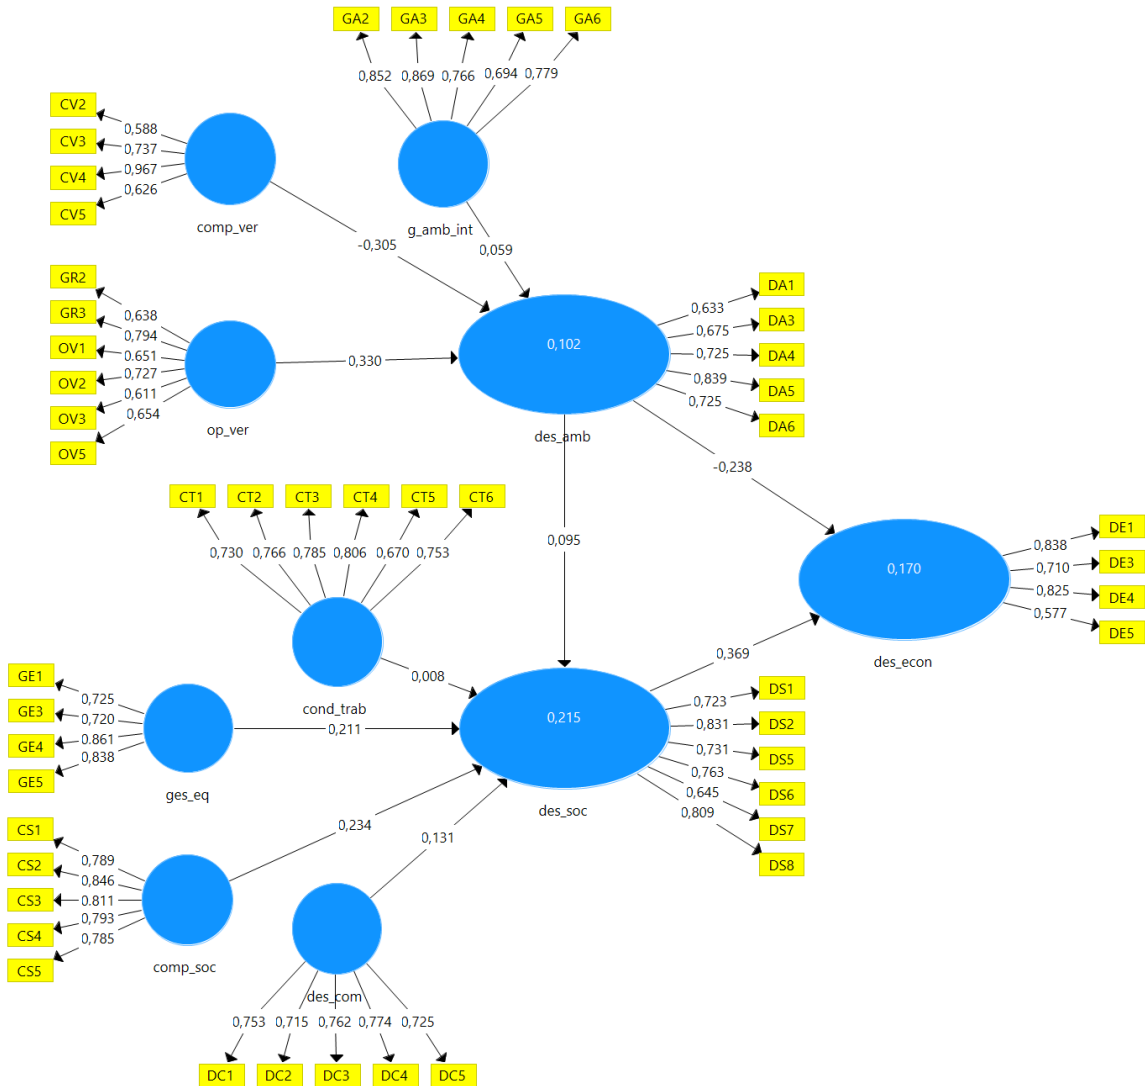 GA2 GA3 GA4 GA5 GA6
0,852 0,869 0,766 0,694 0,779
g_amb_int
0,059
CV2
CV3
CV4
CV5
0,588
0,737
0,967
0,626
comp_ver
-0,305
GR2
GR3
OV1
OV2
OV3
OV5
0,638
0,794
0,651
0,727
0,611
0,654
op_ver
0,330
0,102
des_amb
0,633
0,675
0,725
0,839
0,725
DA1
DA3
DA4
DA5
DA6
-0,238
0,095
CT1 CT2 CT3 CT4 CT5 CT6
0,730 0,766 0,785 0,806 0,670 0,753
cond_trab
0,008
0,170
des_econ
0,838
0,710
0,825
0,577
DE1
DE3
DE4
DE5
0,369
GE1
GE3
GE4
GE5
0,725
0,720
0,861
0,838
ges_eq
0,211
0,215
des_soc
0,723
0,831
0,731
0,763
0,645
0,809
DS1
DS2
DS5
DS6
DS7
DS8
CS1
CS2
CS3
CS4
CS5
0,789
0,846
0,811
0,793
0,785
comp_soc
0,234
0,131
des_com
0,753 0,715 0,762 0,774 0,725
DC1 DC2 DC3 DC4 DC5